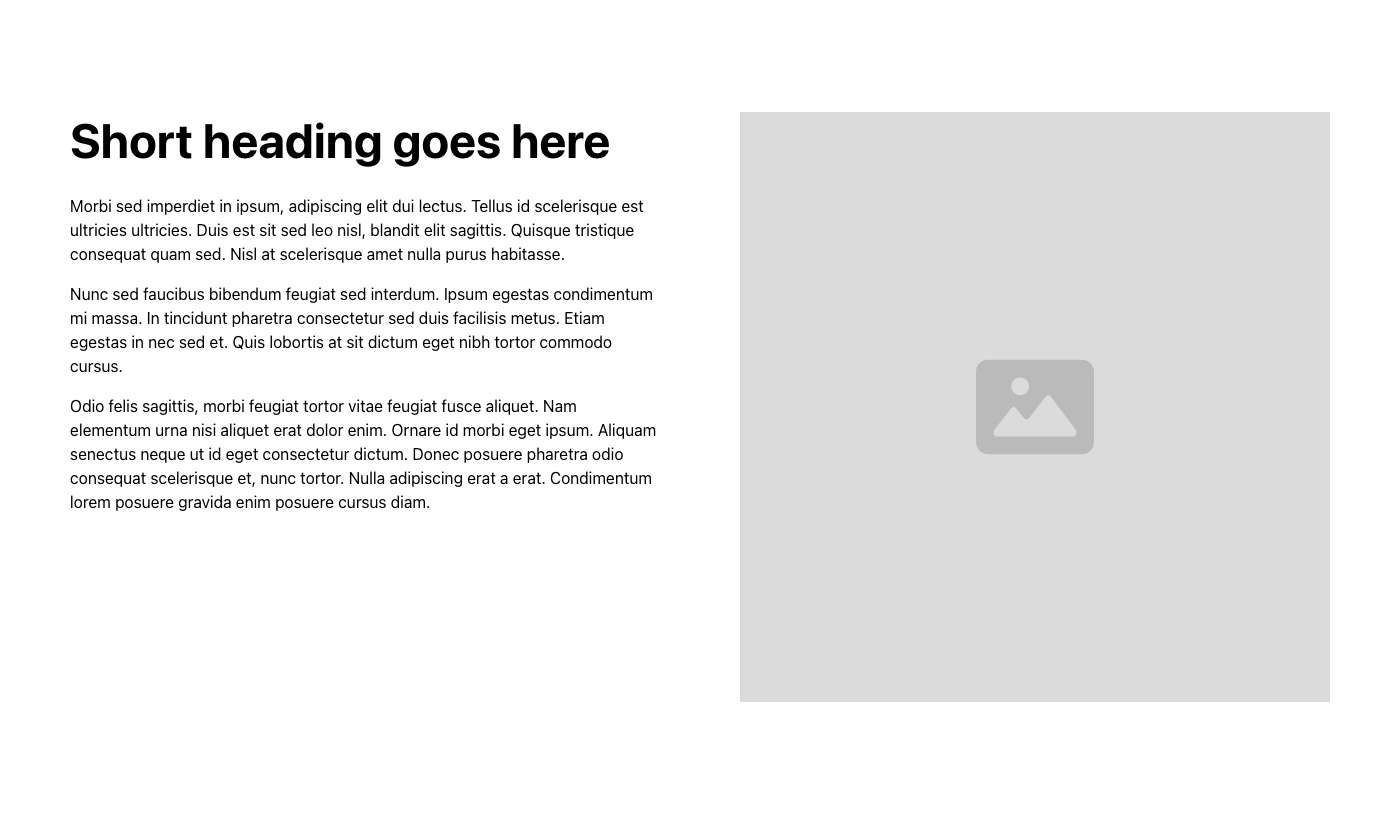 Short heading goes here
Morbi sed imperdiet in ipsum, adipiscing elit dui lectus. Tellus id scelerisque est
ultricies ultricies. Duis est sit sed leo nisl, blandit elit sagittis. Quisque tristique
consequat quam sed. Nisl at scelerisque amet nulla purus habitasse.
Nunc sed faucibus bibendum feugiat sed interdum. Ipsum egestas condimentum
mi massa. In tincidunt pharetra consectetur sed duis facilisis metus. Etiam
egestas in nec sed et. Quis lobortis at sit dictum eget nibh tortor commodo
cursus.
Odio felis sagittis, morbi feugiat tortor vitae feugiat fusce aliquet. Nam
elementum urna nisi aliquet erat dolor enim. Ornare id morbi eget ipsum. Aliquam
senectus neque ut id eget consectetur dictum. Donec posuere pharetra odio
consequat scelerisque et, nunc tortor. Nulla adipiscing erat a erat. Condimentum
lorem posuere gravida enim posuere cursus diam.